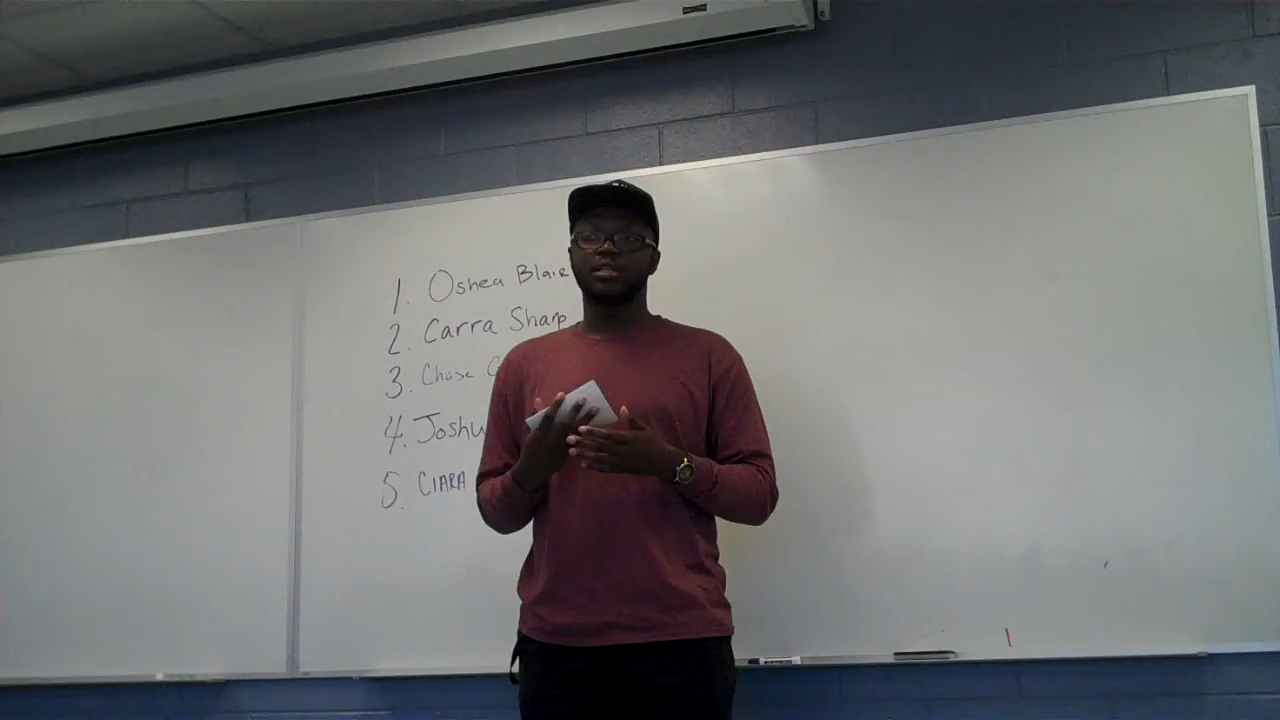 1. Oshea Blair
2. Carra Sharp
3. Chase
4. Joshu
5. CIARA